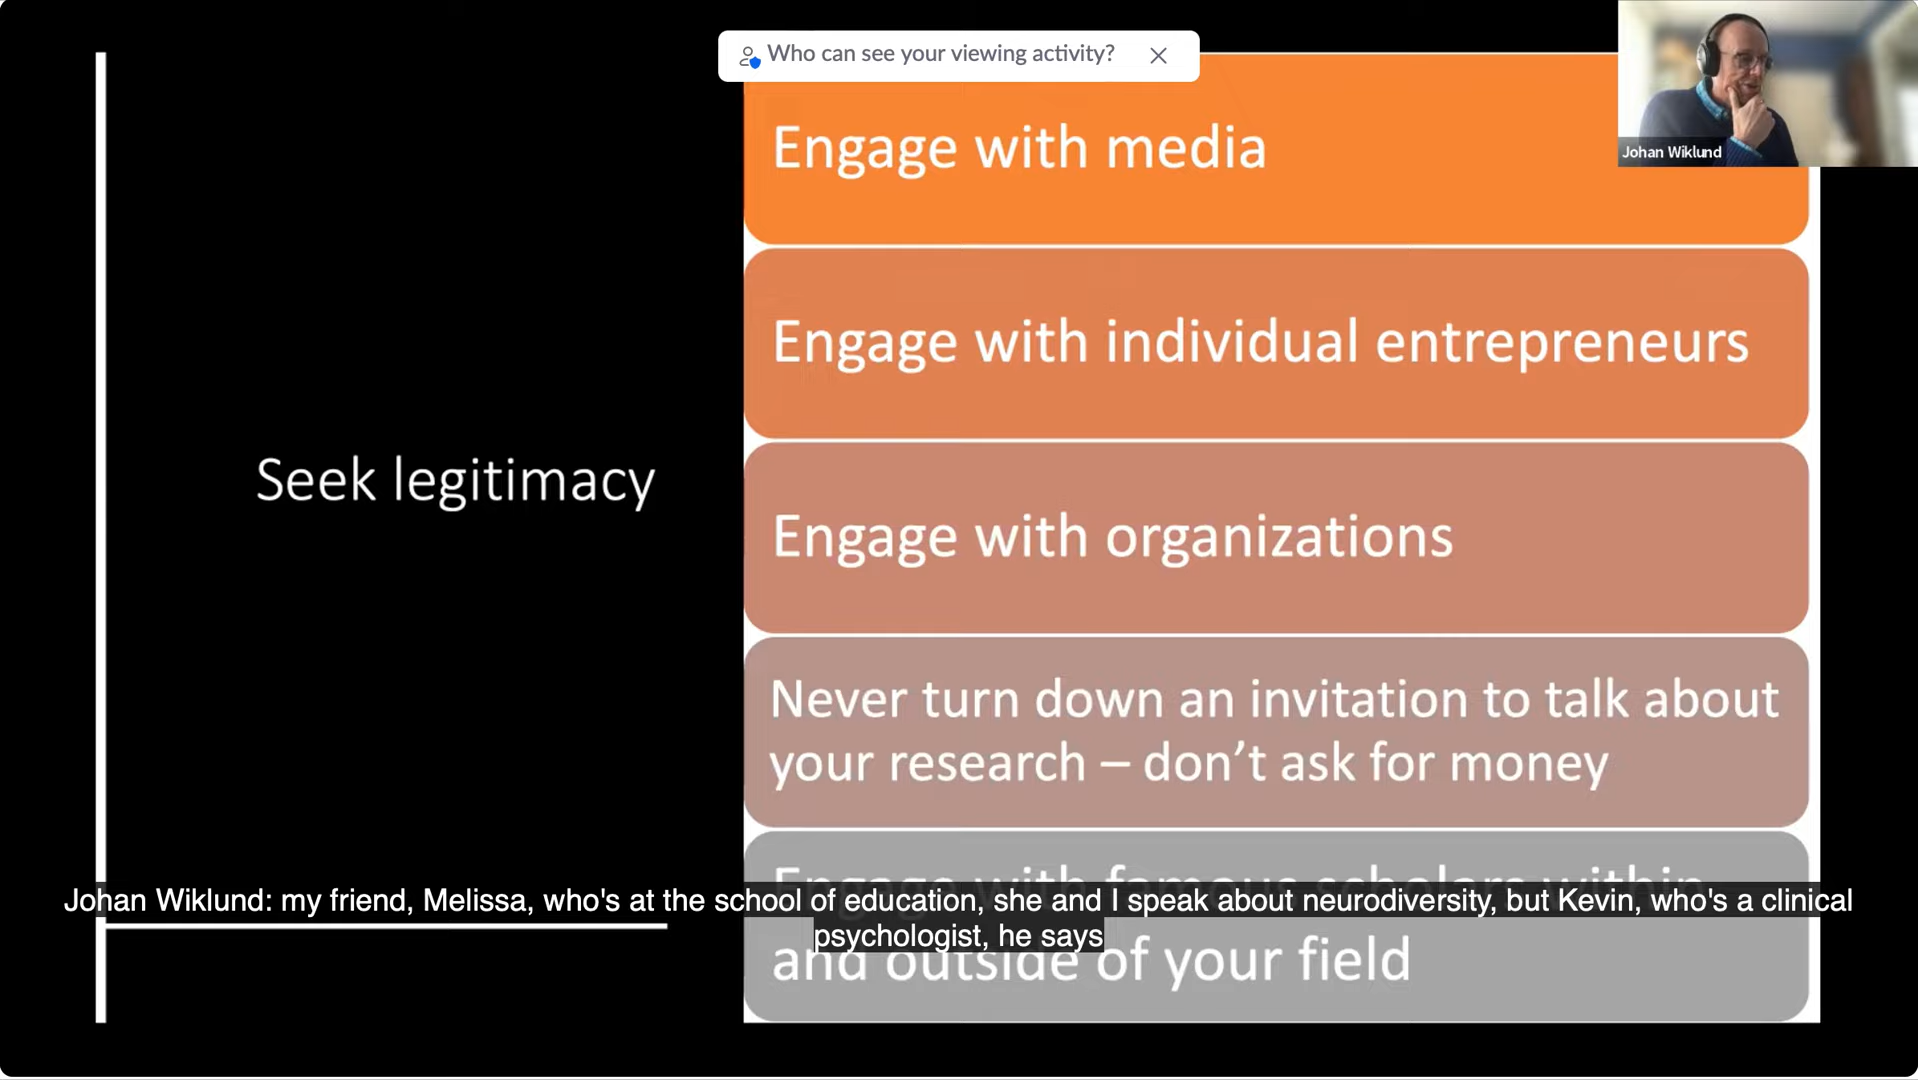 Who can see your viewing activity?
Johan Wiklund
Seek legitimacy
Engage with media
Engage with individual entrepreneurs
Engage with organizations
Never turn down an invitation to talk about
your research – don’t ask for money
Engage with famous scholars within
and outside of your field
Johan Wiklund: my friend, Melissa, who's at the school of education, she and I speak about neurodiversity, but Kevin, who's a clinical
psychologist, he says